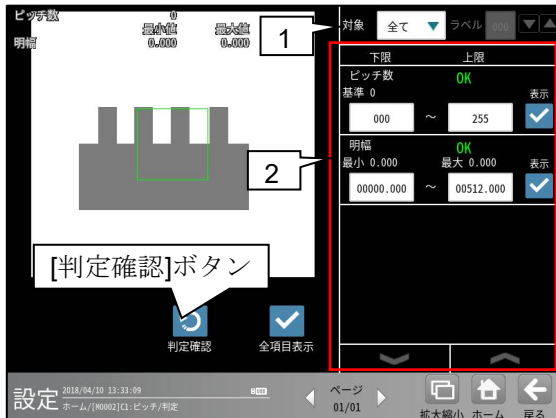 ピッチ数 0
最小値 最大値
明幅 0.000 0.000
1
対象 全て ラベル 000
下限 上限
ピッチ数 OK
基準 0 表示
000 ～ 255
明幅 OK
最小 0.000 最大 0.000 表示
00000.000 ～ 00512.000
2
[判定確認]ボタン
判定確認 全項目表示
設定 2018/04/10 13:33:09
ホーム/[M0002]C1:ピッチ/判定
ページ
01/01
拡大縮小 ホーム 戻る